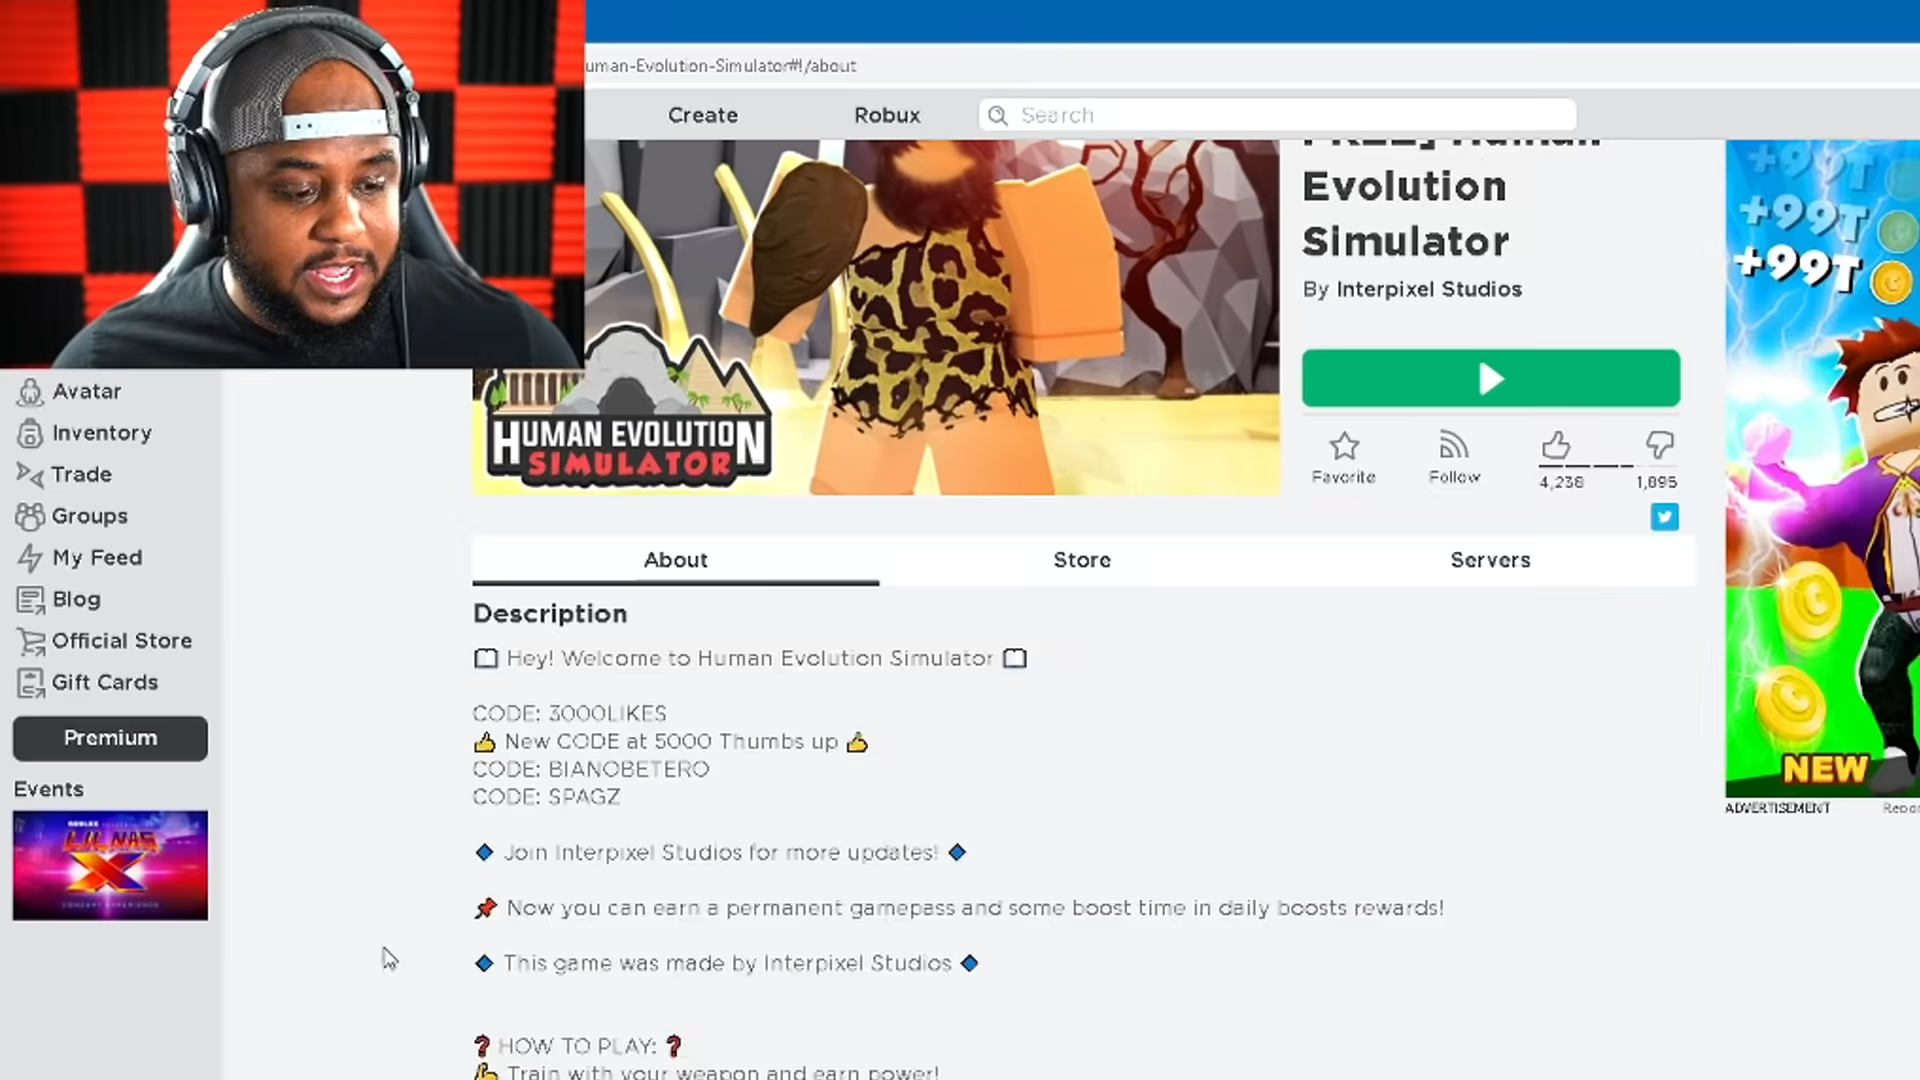 uman-Evolution-Simulator#!/about
Create
Robux
Search
Evolution
Simulator
By Interpixel Studios
HUMAN EVOLUTION
SIMULATOR
Favorite
Follow
4,238
1,895
+99T
+99T
+99T
NEW
ADVERTISEMENT
Avatar
Inventory
Trade
Groups
My Feed
Blog
Official Store
Gift Cards
Premium
Events
LIL NAS
X
About
Store
Servers
Description
Hey! Welcome to Human Evolution Simulator
CODE: 3000LIKES
New CODE at 5000 Thumbs up
CODE: BIANOBETERO
CODE: SPAGZ
Join Interpixel Studios for more updates!
Now you can earn a permanent gamepass and some boost time in daily boosts rewards!
This game was made by Interpixel Studios
HOW TO PLAY:
Train with your weapon and earn power!